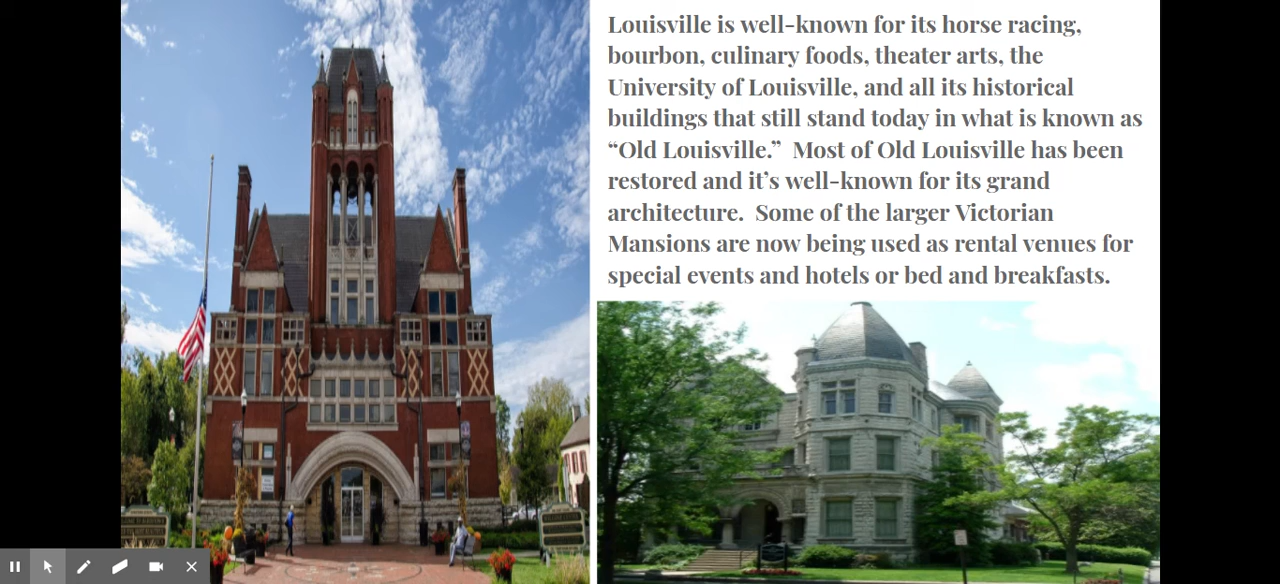 Louisville is well-known for its horse racing,
bourbon, culinary foods, theater arts, the
University of Louisville, and all its historical
buildings that still stand today in what is known as
“Old Louisville.”  Most of Old Louisville has been
restored and it’s well-known for its grand
architecture.  Some of the larger Victorian
Mansions are now being used as rental venues for
special events and hotels or bed and breakfasts.